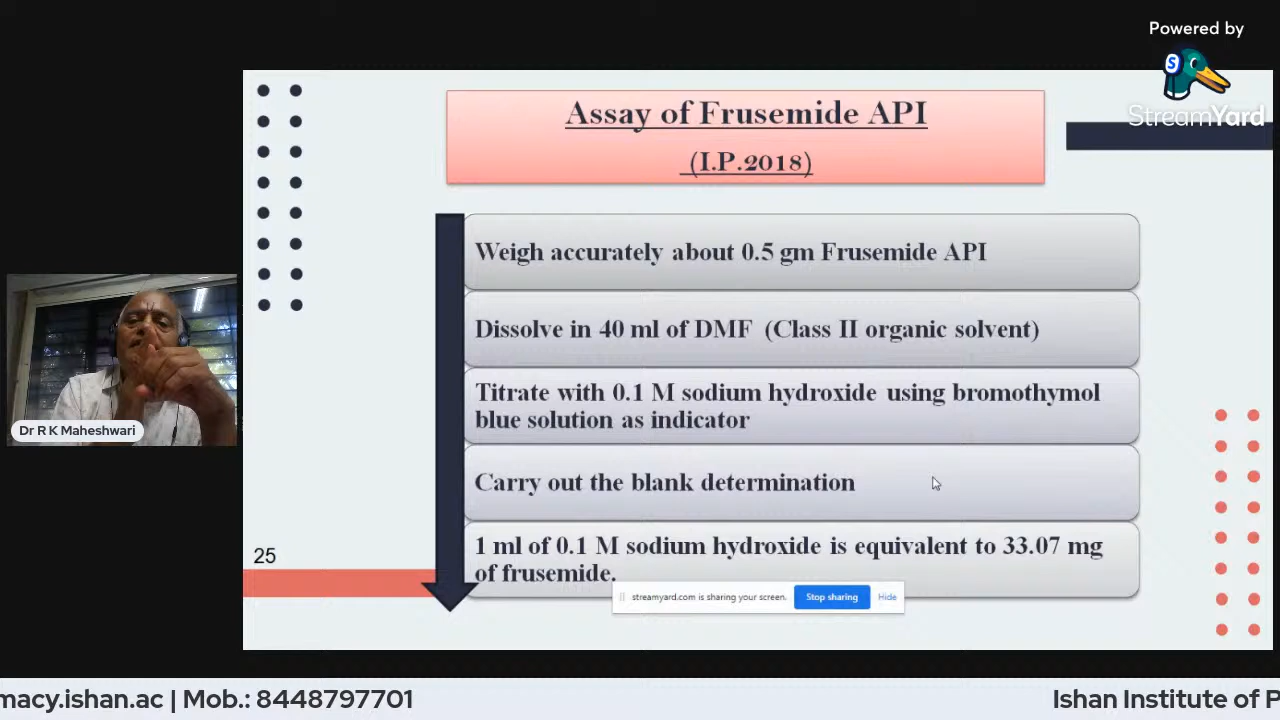 Powered by
S
StreamYard
Assay of Frusemide API
(I.P.2018)
Weigh accurately about 0.5 gm Frusemide API
Dissolve in 40 ml of DMF (Class II organic solvent)
Titrate with 0.1 M sodium hydroxide using bromothymol
blue solution as indicator
Carry out the blank determination
1 ml of 0.1 M sodium hydroxide is equivalent to 33.07 mg
of frusemide.
Dr R K Maheshwari
25
streamyard.com is sharing your screen. Stop sharing Hide
macy.ishan.ac | Mob.: 8448797701
Ishan Institute of P